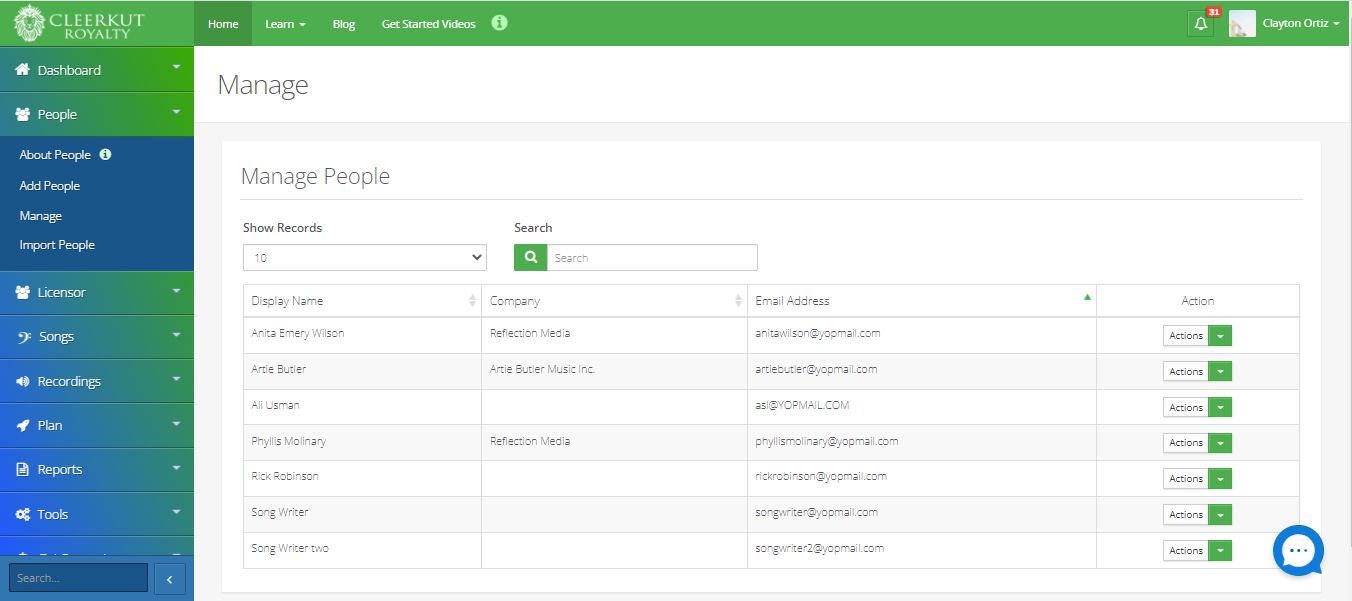 CLEERKUT
ROYALTY
Home Learn Blog Get Started Videos
31
Clayton Ortiz
Dashboard
People
About People
Add People
Manage
Import People
Licensor
Songs
Recordings
Plan
Reports
Tools
Search...
Manage
Manage People
Show Records Search
10 Search
Display Name Company Email Address Action
Anita Emery Wilson Reflection Media anitawilson@yopmail.com Actions
Artie Butler Artie Butler Music Inc. artiebutler@yopmail.com Actions
Ali Usman asl@YOPMAIL.COM Actions
Phyllis Molinary Reflection Media phyllismolinary@yopmail.com Actions
Rick Robinson rickrobinson@yopmail.com Actions
Song Writer songwriter@yopmail.com Actions
Song Writer two songwriter2@yopmail.com Actions